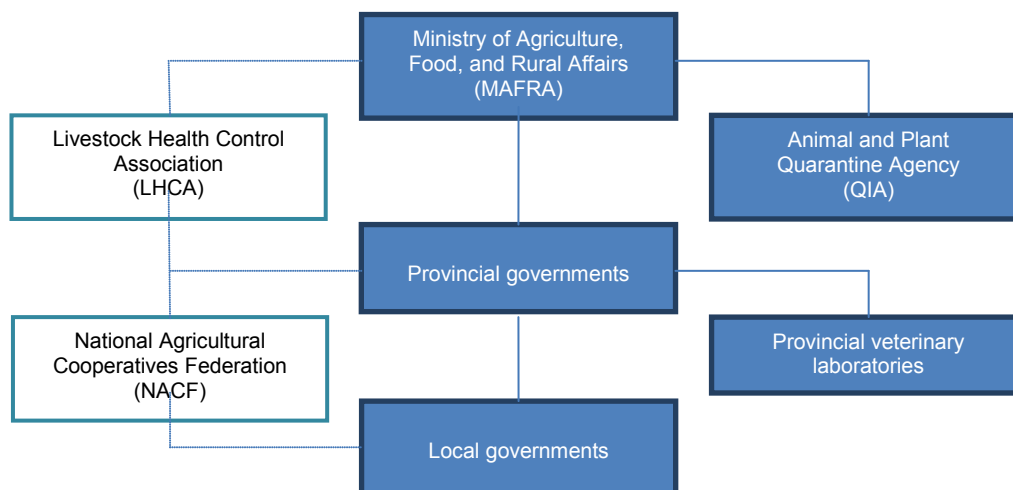 Ministry of Agriculture,
Food, and Rural Affairs
(MAFRA)
Livestock Health Control
Association
(LHCA)
Animal and Plant
Quarantine Agency
(QIA)
Provincial governments
National Agricultural
Cooperatives Federation
(NACF)
Provincial veterinary
laboratories
Local governments